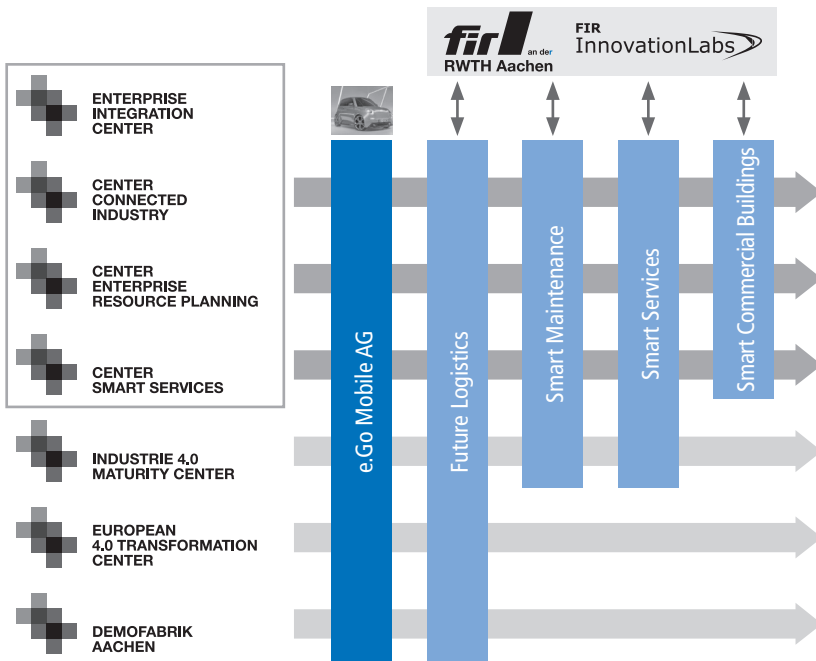 fir an der
RWTH Aachen
FIR
InnovationLabs
ENTERPRISE
INTEGRATION
CENTER
CENTER
CONNECTED
INDUSTRY
CENTER
ENTERPRISE
RESOURCE PLANNING
CENTER
SMART SERVICES
INDUSTRIE 4.0
MATURITY CENTER
EUROPEAN
4.0 TRANSFORMATION
CENTER
DEMOFABRIK
AACHEN
e.Go Mobile AG
Future Logistics
Smart Maintenance
Smart Services
Smart Commercial Buildings